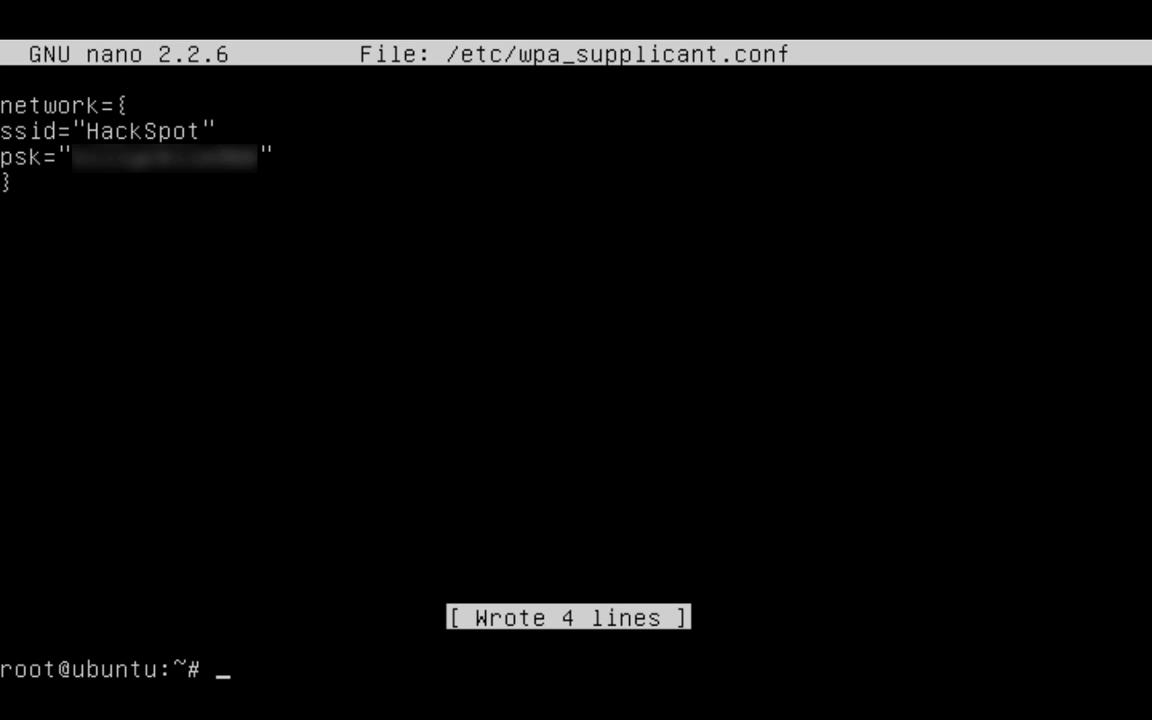 GNU nano 2.2.6 File: /etc/wpa_supplicant.conf
network={
ssid="HackSpot"
psk=" "
}
[ Wrote 4 lines ]
root@ubuntu:~# _